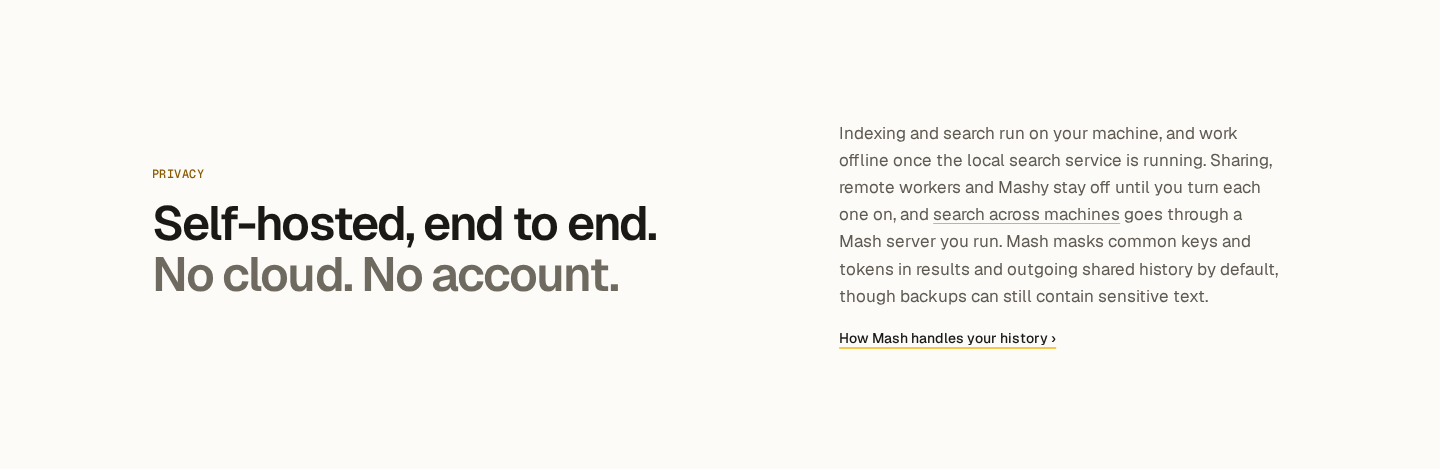 PRIVACY
Self-hosted, end to end.
No cloud. No account.
Indexing and search run on your machine, and work
offline once the local search service is running. Sharing,
remote workers and Mashy stay off until you turn each
one on, and search across machines goes through a
Mash server you run. Mash masks common keys and
tokens in results and outgoing shared history by default,
though backups can still contain sensitive text.
How Mash handles your history ›